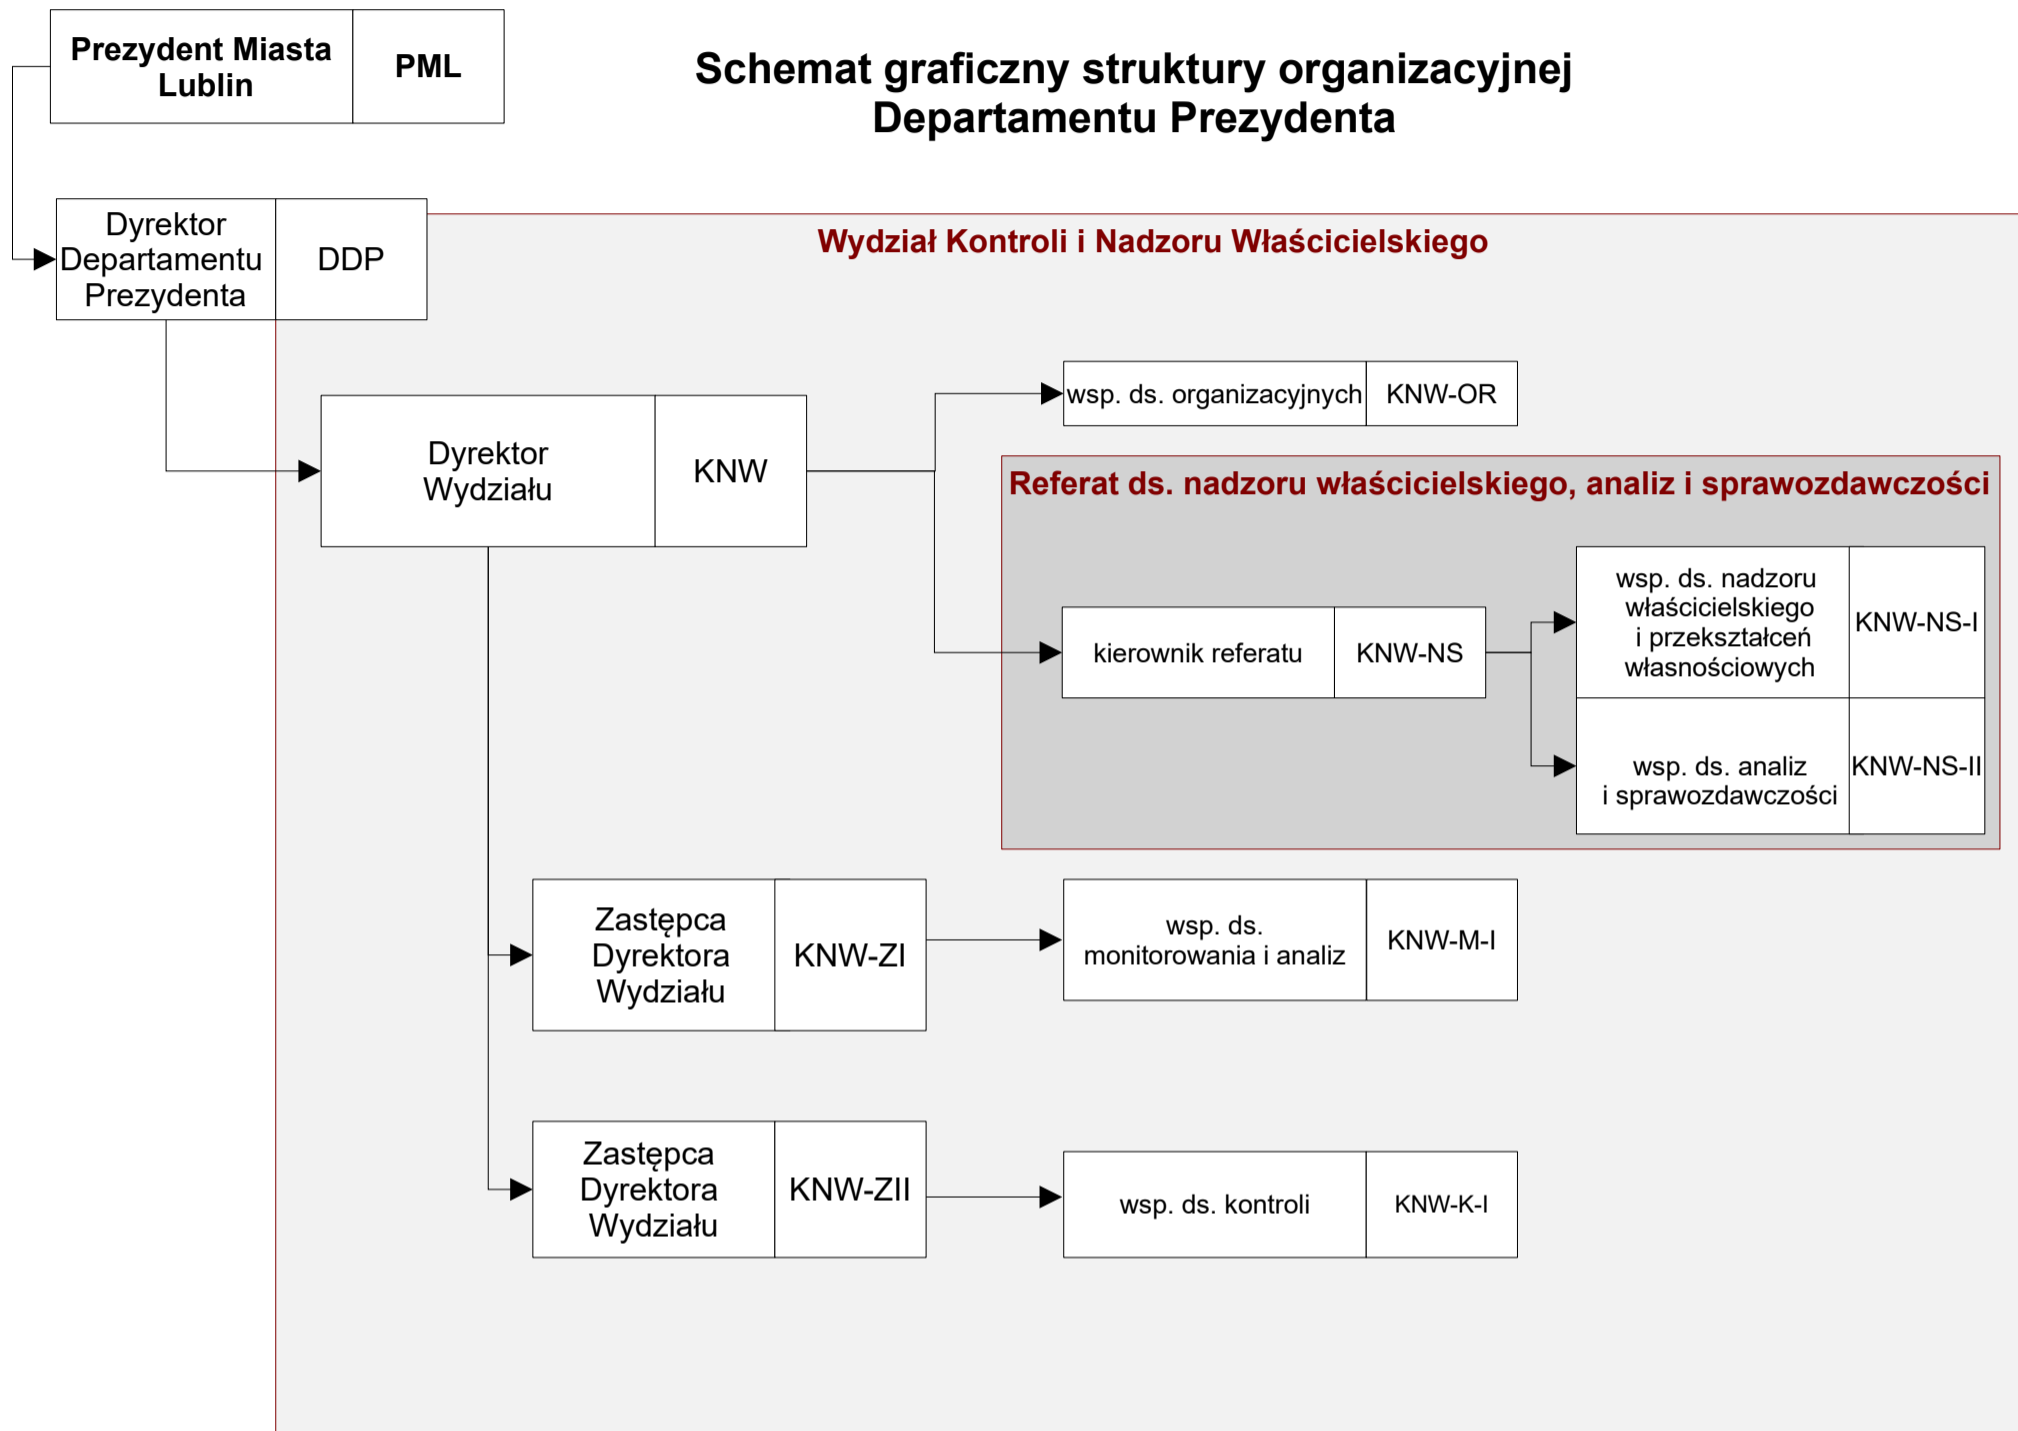 Prezydent Miasta
Lublin
PML
Schemat graficzny struktury organizacyjnej
Departamentu Prezydenta
Dyrektor
Departamentu
Prezydenta
DDP
Wydział Kontroli i Nadzoru Właścicielskiego
wsp. ds. organizacyjnych
KNW-OR
Dyrektor
Wydziału
KNW
Referat ds. nadzoru właścicielskiego, analiz i sprawozdawczości
kierownik referatu
KNW-NS
wsp. ds. nadzoru
właścicielskiego
i przekształceń
własnościowych
KNW-NS-I
wsp. ds. analiz
i sprawozdawczości
KNW-NS-II
Zastępca
Dyrektora
Wydziału
KNW-ZI
wsp. ds.
monitorowania i analiz
KNW-M-I
Zastępca
Dyrektora
Wydziału
KNW-ZII
wsp. ds. kontroli
KNW-K-I